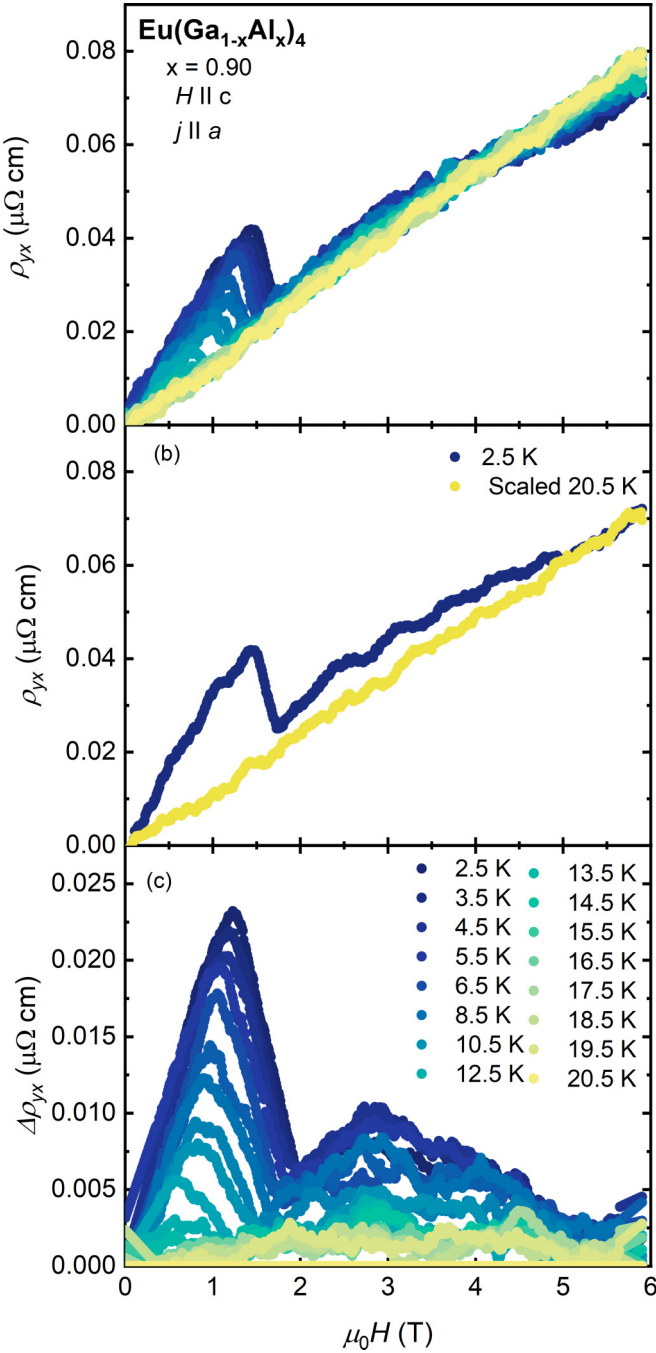 Eu(Ga1-xAlx)4
x = 0.90
H || c
j || a
0.08
0.06
0.04
0.02
0.00
ρyx (μΩ cm)
(b)
2.5 K
Scaled 20.5 K
0.08
0.06
0.04
0.02
0.00
ρyx (μΩ cm)
(c)
2.5 K
3.5 K
4.5 K
5.5 K
6.5 K
8.5 K
10.5 K
12.5 K
13.5 K
14.5 K
15.5 K
16.5 K
17.5 K
18.5 K
19.5 K
20.5 K
0.025
0.020
0.015
0.010
0.005
0.000
Δρyx (μΩ cm)
0 1 2 3 4 5 6
μ0H (T)